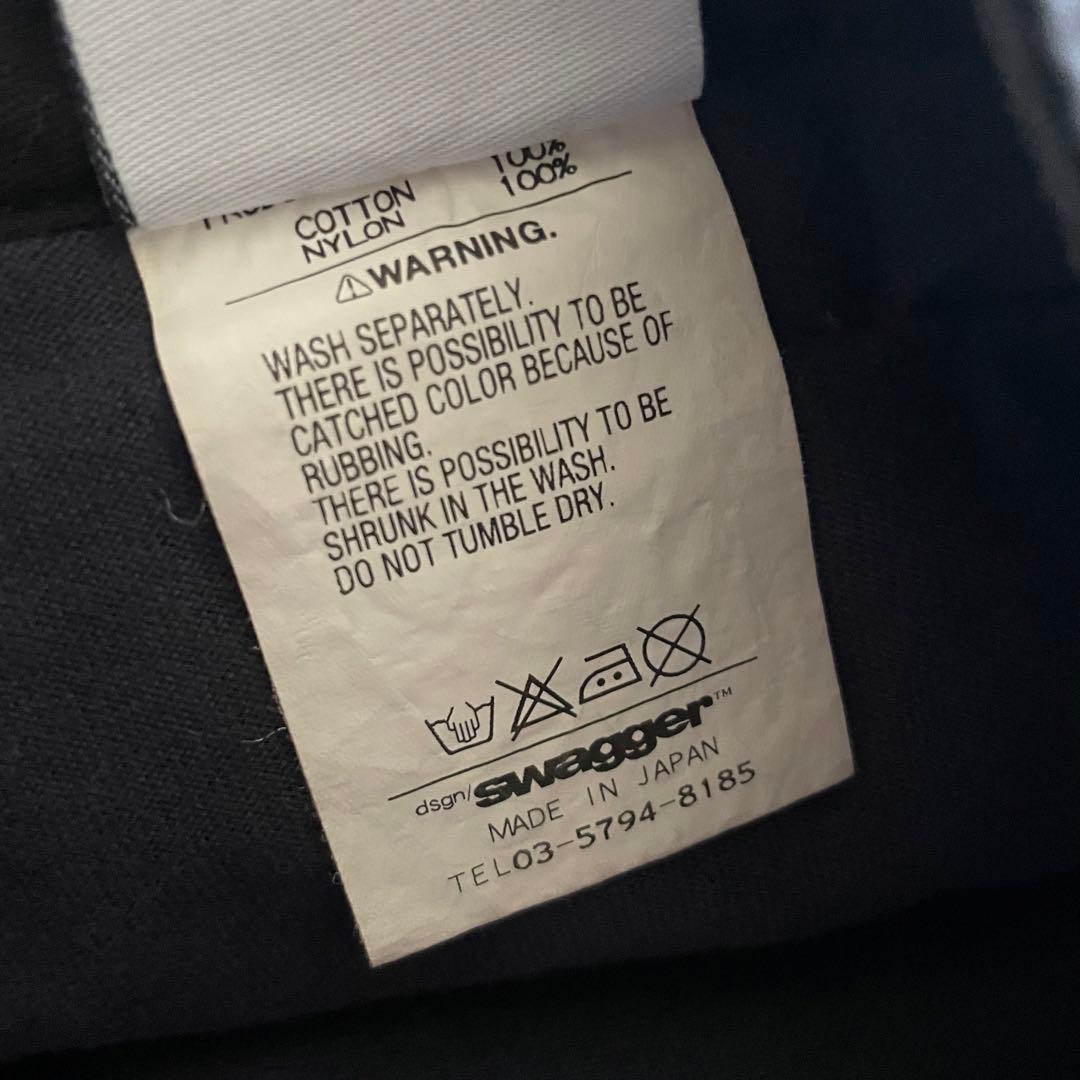 100%
COTTON 100%
NYLON
⚠WARNING.
WASH SEPARATELY.
THERE IS POSSIBILITY TO BE
CATCHED COLOR BECAUSE OF
RUBBING.
THERE IS POSSIBILITY TO BE
SHRUNK IN THE WASH.
DO NOT TUMBLE DRY.
dsgn/swagger™
MADE IN JAPAN
TEL03-5794-8185